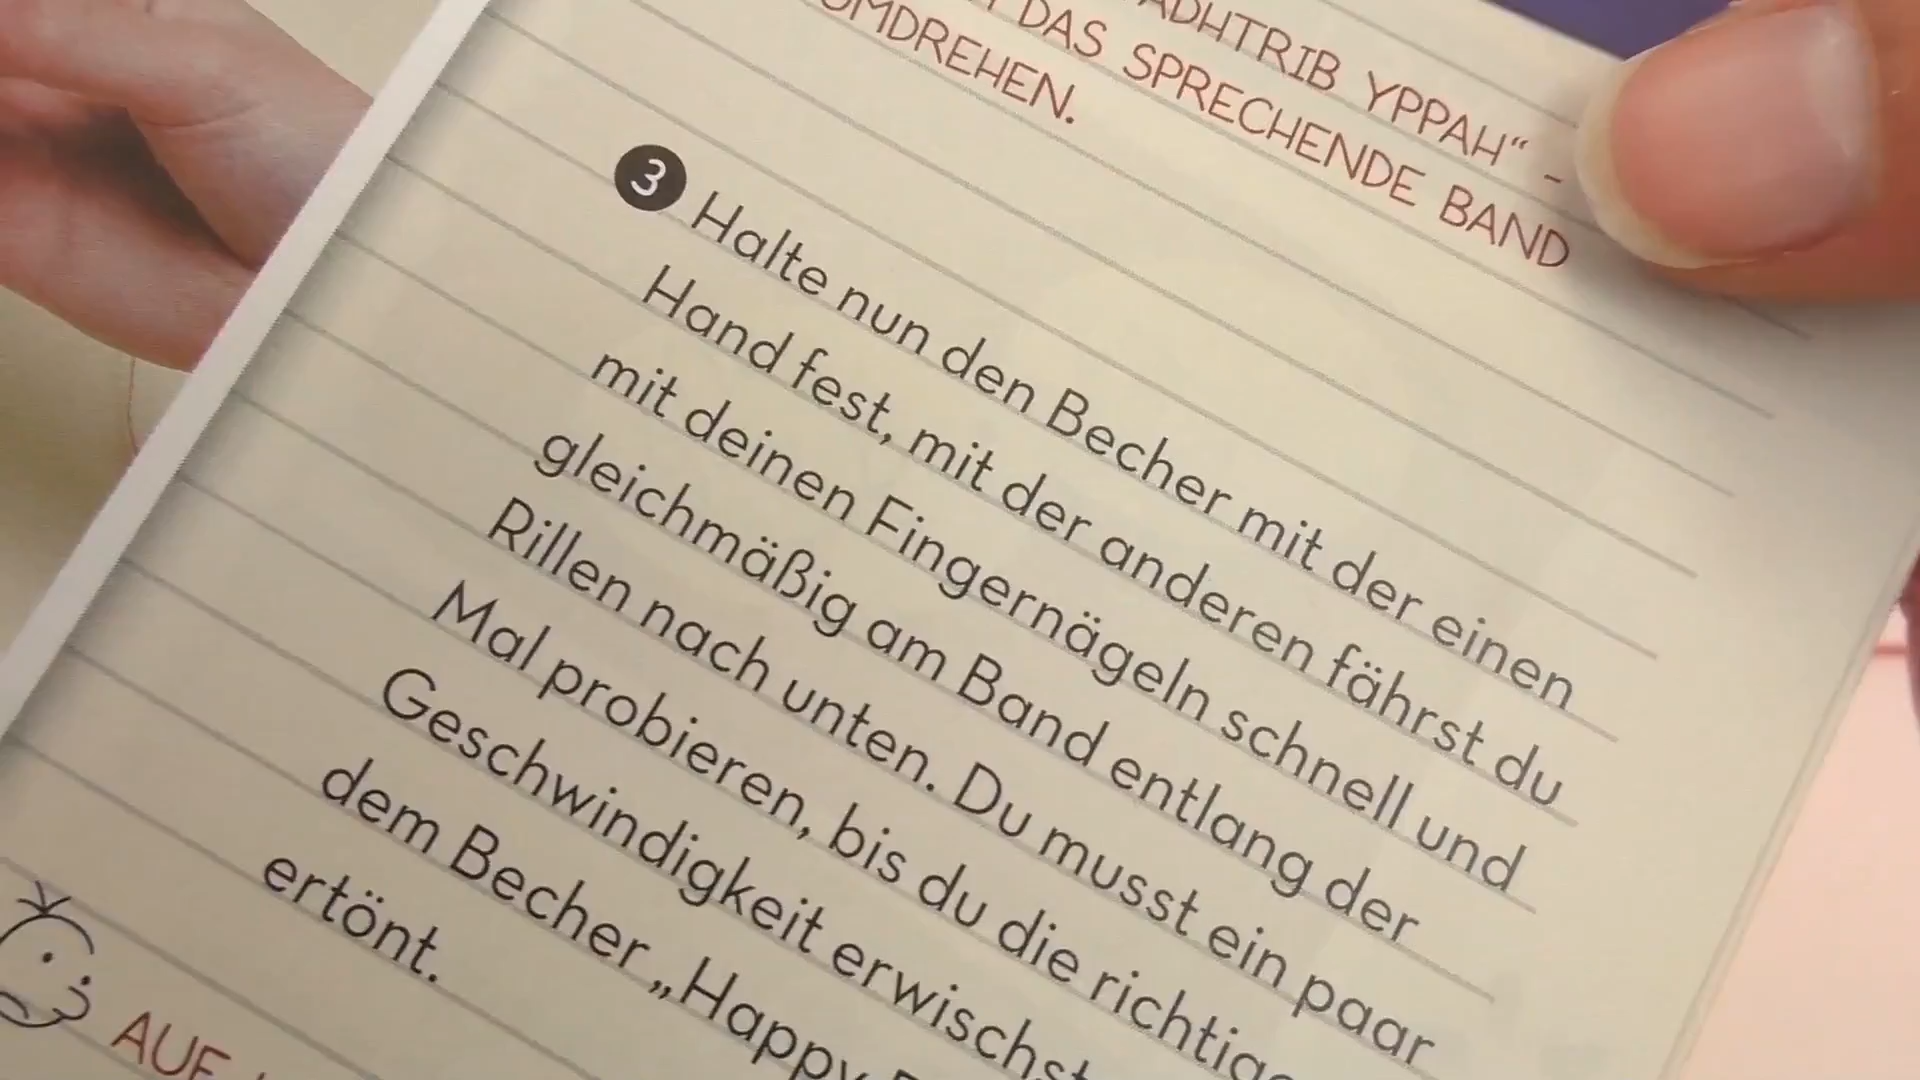 YPPAH“ –
DAS SPRECHENDE BAND
UMDREHEN.
3 Halte nun den Becher mit der einen
Hand fest, mit der anderen fährst du
mit deinen Fingernägeln schnell und
gleichmäßig am Band entlang der
Rillen nach unten. Du musst ein paar
Mal probieren, bis du die richtige
Geschwindigkeit erwischst
dem Becher „Happy
ertönt.
AUF